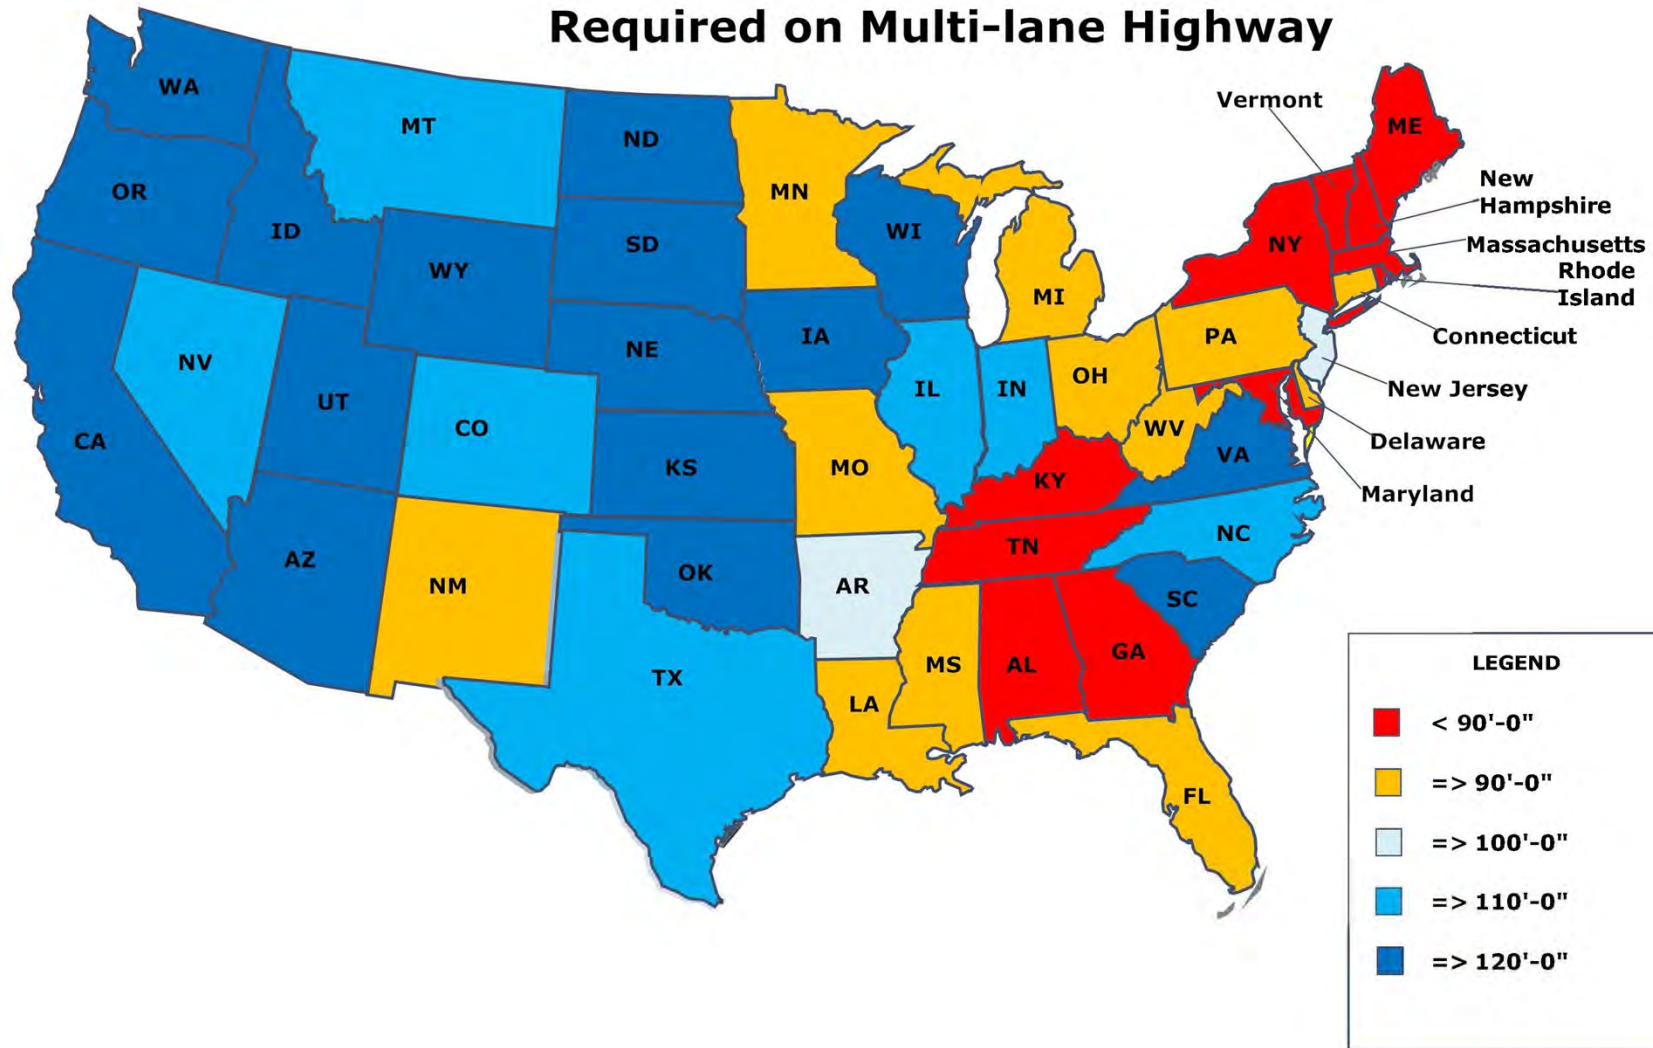 Required on Multi-lane Highway
WA
MT
ND
MN
OR
ID
WY
SD
WI
MI
Vermont
ME
New
Hampshire
NY
Massachusetts
Rhode
Island
Connecticut
PA
New Jersey
Delaware
Maryland
NV
UT
CO
NE
IA
IL
IN
OH
WV
VA
CA
KS
MO
KY
NC
TN
AZ
NM
OK
AR
SC
TX
LA
MS
AL
GA
FL
LEGEND
< 90'-0"
=> 90'-0"
=> 100'-0"
=> 110'-0"
=> 120'-0"